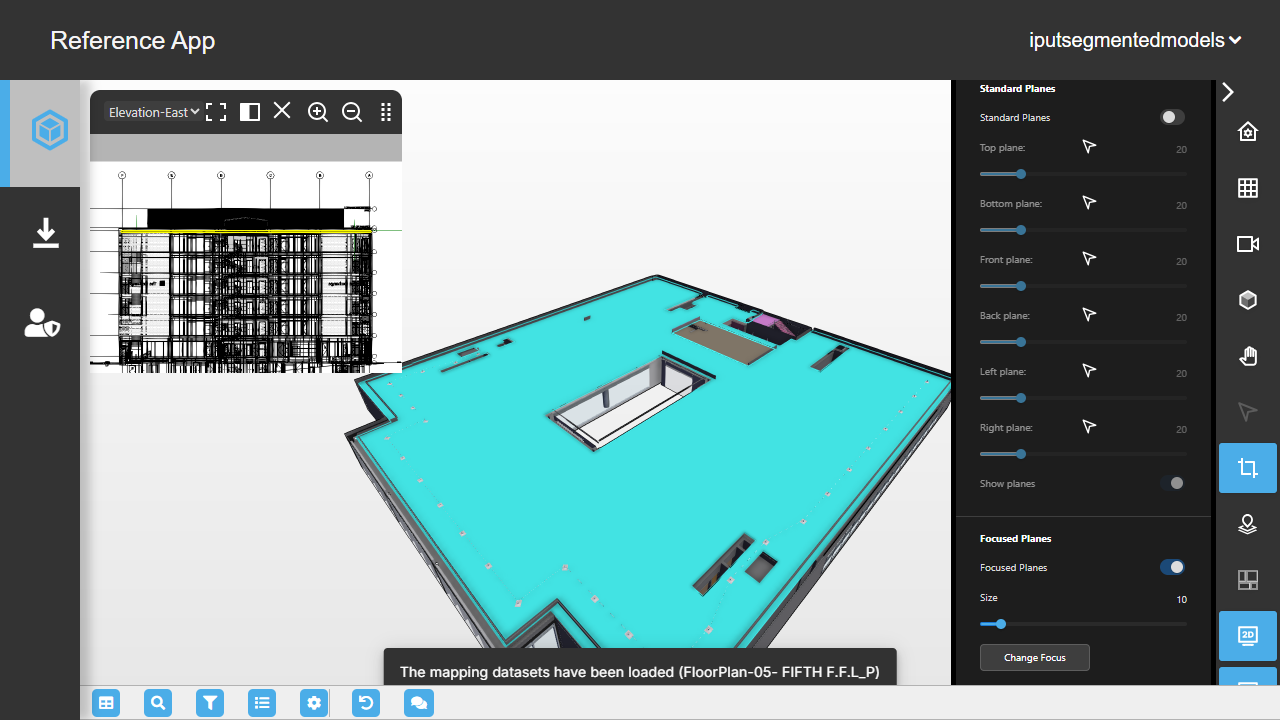 Reference App
iputsegmentedmodels
Elevation-East
Standard Planes
Standard Planes
Top plane:
20
Bottom plane:
20
Front plane:
20
Back plane:
20
Left plane:
20
Right plane:
20
Show planes
Focused Planes
Focused Planes
Size
10
Change Focus
2D
The mapping datasets have been loaded (FloorPlan-05- FIFTH F.F.L_P)